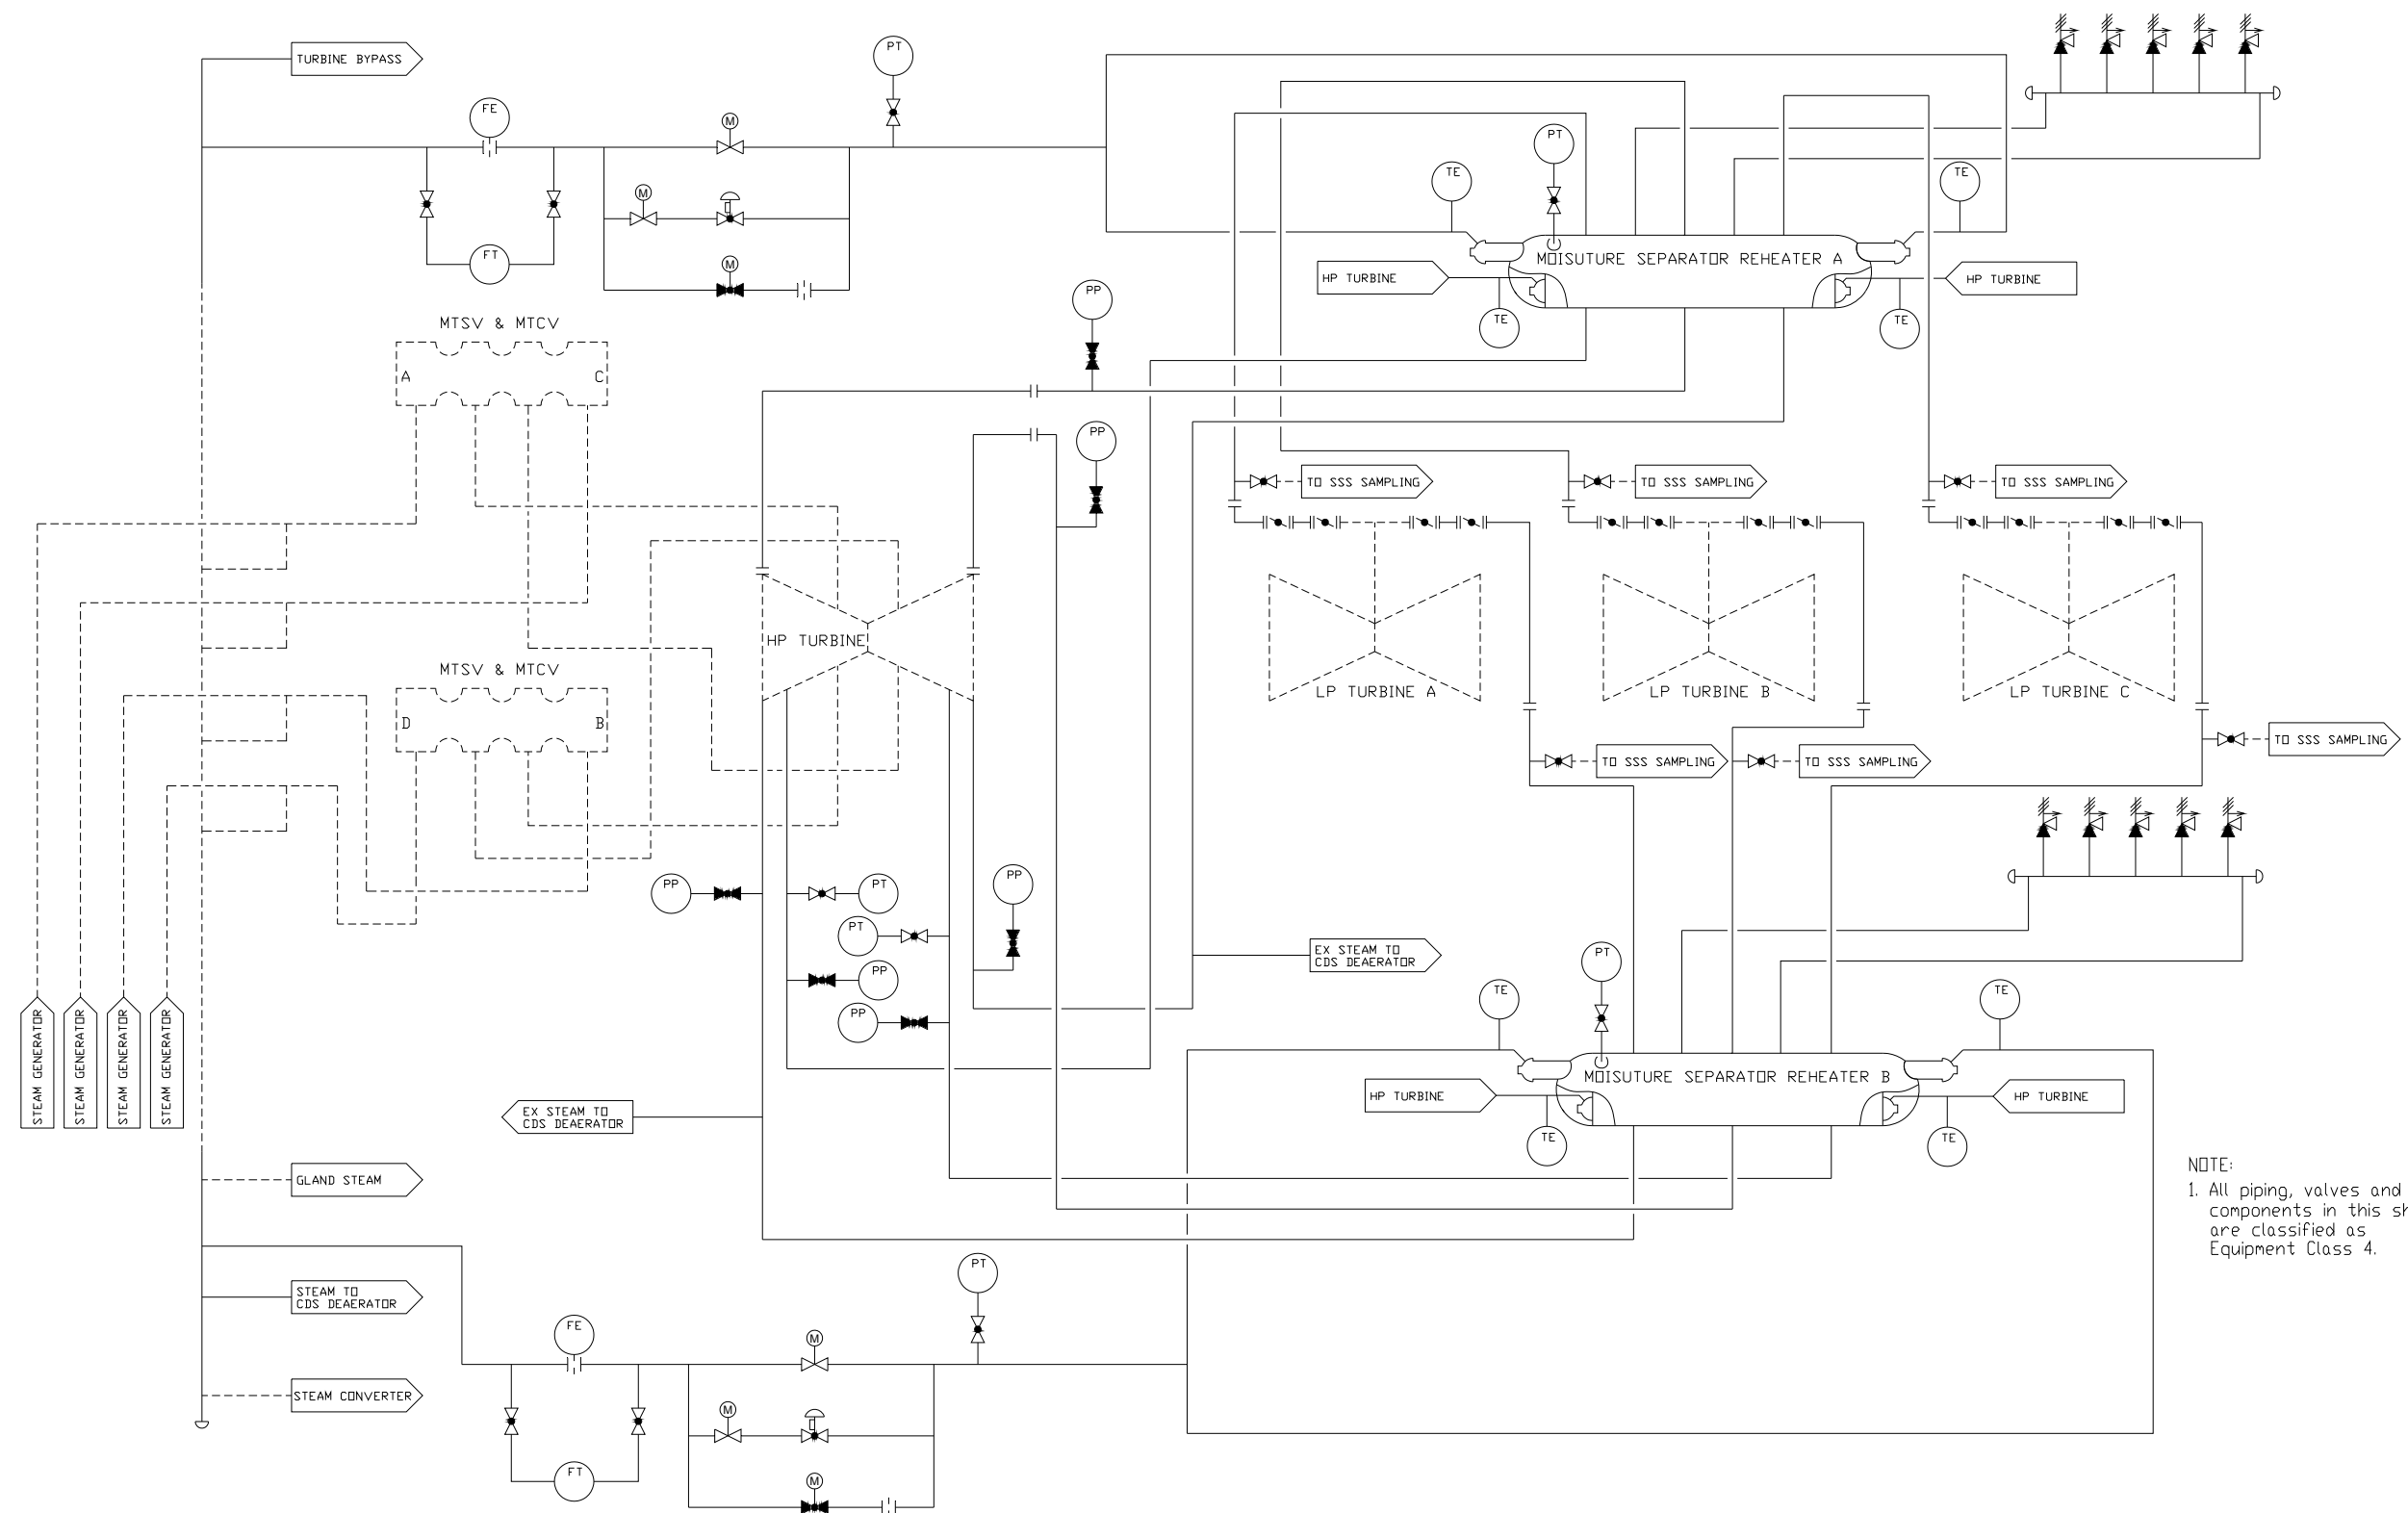 TURBINE BYPASS
FE
M
PT
FT
M
M
TE
PT
TE
MOISUTURE SEPARATOR REHEATER A
HP TURBINE
HP TURBINE
TE
TE
PP
MTSV & MTCV
A
C
PP
TO SSS SAMPLING
TO SSS SAMPLING
TO SSS SAMPLING
HP TURBINE
MTSV & MTCV
D
B
LP TURBINE A
LP TURBINE B
LP TURBINE C
TO SSS SAMPLING
TO SSS SAMPLING
TO SSS SAMPLING
PP
PT
PP
PT
PP
PP
EX STEAM TO
CDS DEAERATOR
PT
TE
TE
MOISUTURE SEPARATOR REHEATER B
HP TURBINE
HP TURBINE
TE
TE
STEAM GENERATOR
STEAM GENERATOR
STEAM GENERATOR
STEAM GENERATOR
EX STEAM TO
CDS DEAERATOR
GLAND STEAM
STEAM TO
CDS DEAERATOR
STEAM CONVERTER
FE
M
PT
FT
M
M
NOTE:
1. All piping, valves and
components in this sh
are classified as
Equipment Class 4.